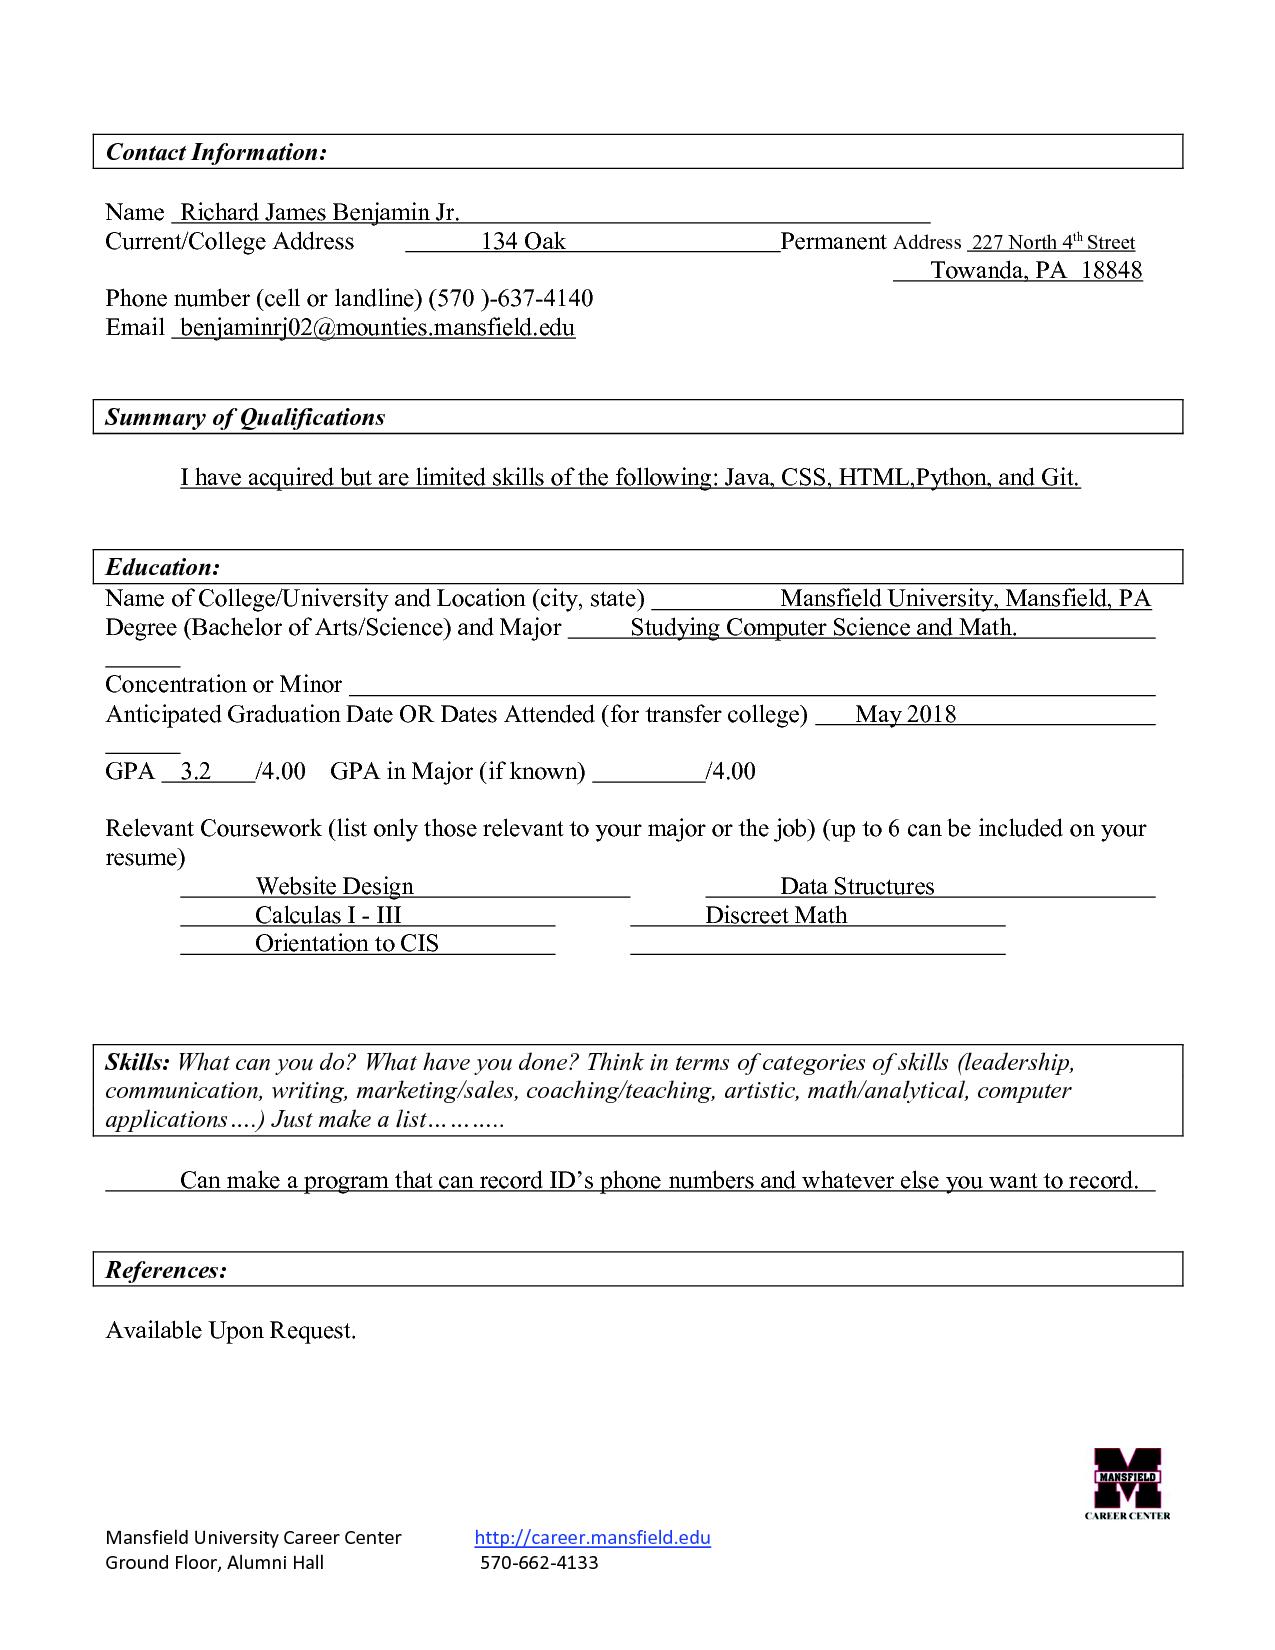 Contact Information:
Name Richard James Benjamin Jr.
Current/College Address 134 Oak Permanent Address 227 North 4th Street
Towanda, PA 18848
Phone number (cell or landline) (570 )-637-4140
Email benjaminrj02@mounties.mansfield.edu
Summary of Qualifications
I have acquired but are limited skills of the following: Java, CSS, HTML,Python, and Git.
Education:
Name of College/University and Location (city, state) Mansfield University, Mansfield, PA
Degree (Bachelor of Arts/Science) and Major Studying Computer Science and Math.
Concentration or Minor
Anticipated Graduation Date OR Dates Attended (for transfer college) May 2018
GPA 3.2 /4.00 GPA in Major (if known) /4.00
Relevant Coursework (list only those relevant to your major or the job) (up to 6 can be included on your
resume)
Website Design Data Structures
Calculas I - III Discreet Math
Orientation to CIS
Skills: What can you do? What have you done? Think in terms of categories of skills (leadership,
communication, writing, marketing/sales, coaching/teaching, artistic, math/analytical, computer
applications….) Just make a list………..
Can make a program that can record ID’s phone numbers and whatever else you want to record.
References:
Available Upon Request.
MANSFIELD
CAREER CENTER
Mansfield University Career Center http://career.mansfield.edu
Ground Floor, Alumni Hall 570-662-4133